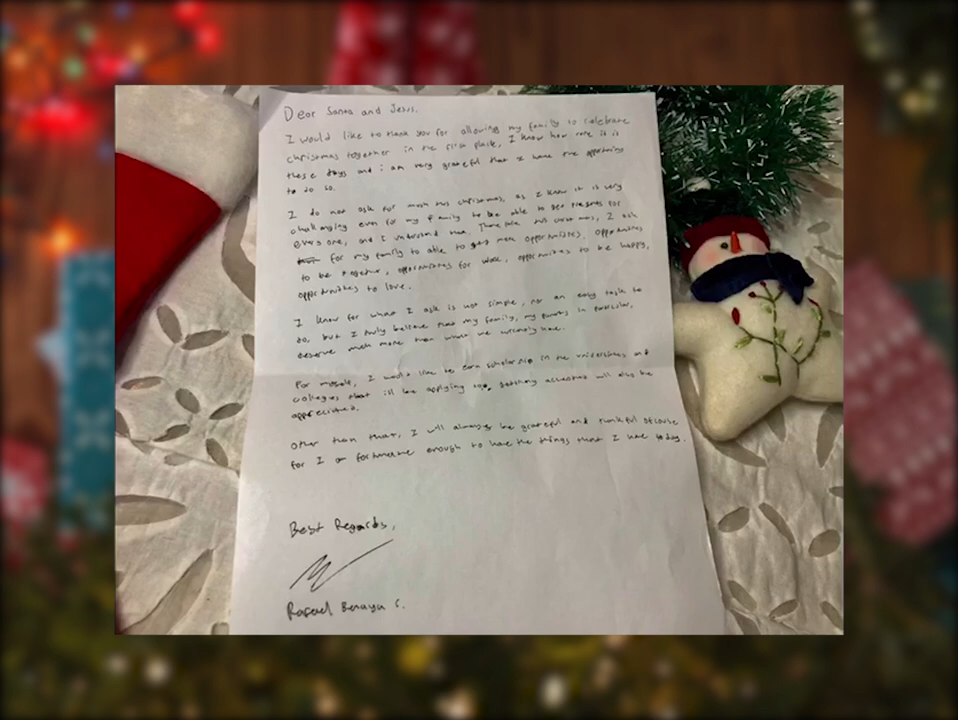 Dear Santa and Jesus,
I would like to thank you for allowing my family to celebrate
christmas together in the first place, I know how rare it is
these days and i am very grateful that I have the opportunity
to do so.
I do not ask for much this christmas, as I know it is very
challenging even for my family to be able to get presents for
everyone, and I understand that. Therefore this christmas, I ask
for my family to able to get more opportunities, opportunities
to be together, opportunities for work, opportunities to be happy,
opportunities to love.
I know for what I ask is not simple, nor an easy task to
do, but I truly believe that my family, my parents in particular,
deserve much more than what we currently have.
For myself, I would like to earn scholarship in the universities and
colleges that ill be applying to, getting accepted will also be
appreciated.
Other than that, I will always be grateful and thankful ofcourse
for I am fortunate enough to have the things that I have today.
Best Regards,
Rafael Benaya S.